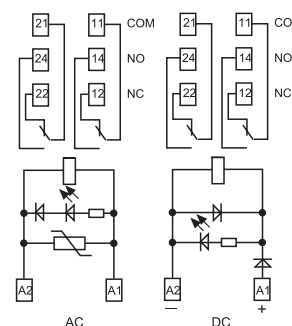 21 11 COM 21 11 CO
24 14 NO 24 14 NO
22 12 NC 22 12 NC
A2 A1 A2 A1
— +
AC DC